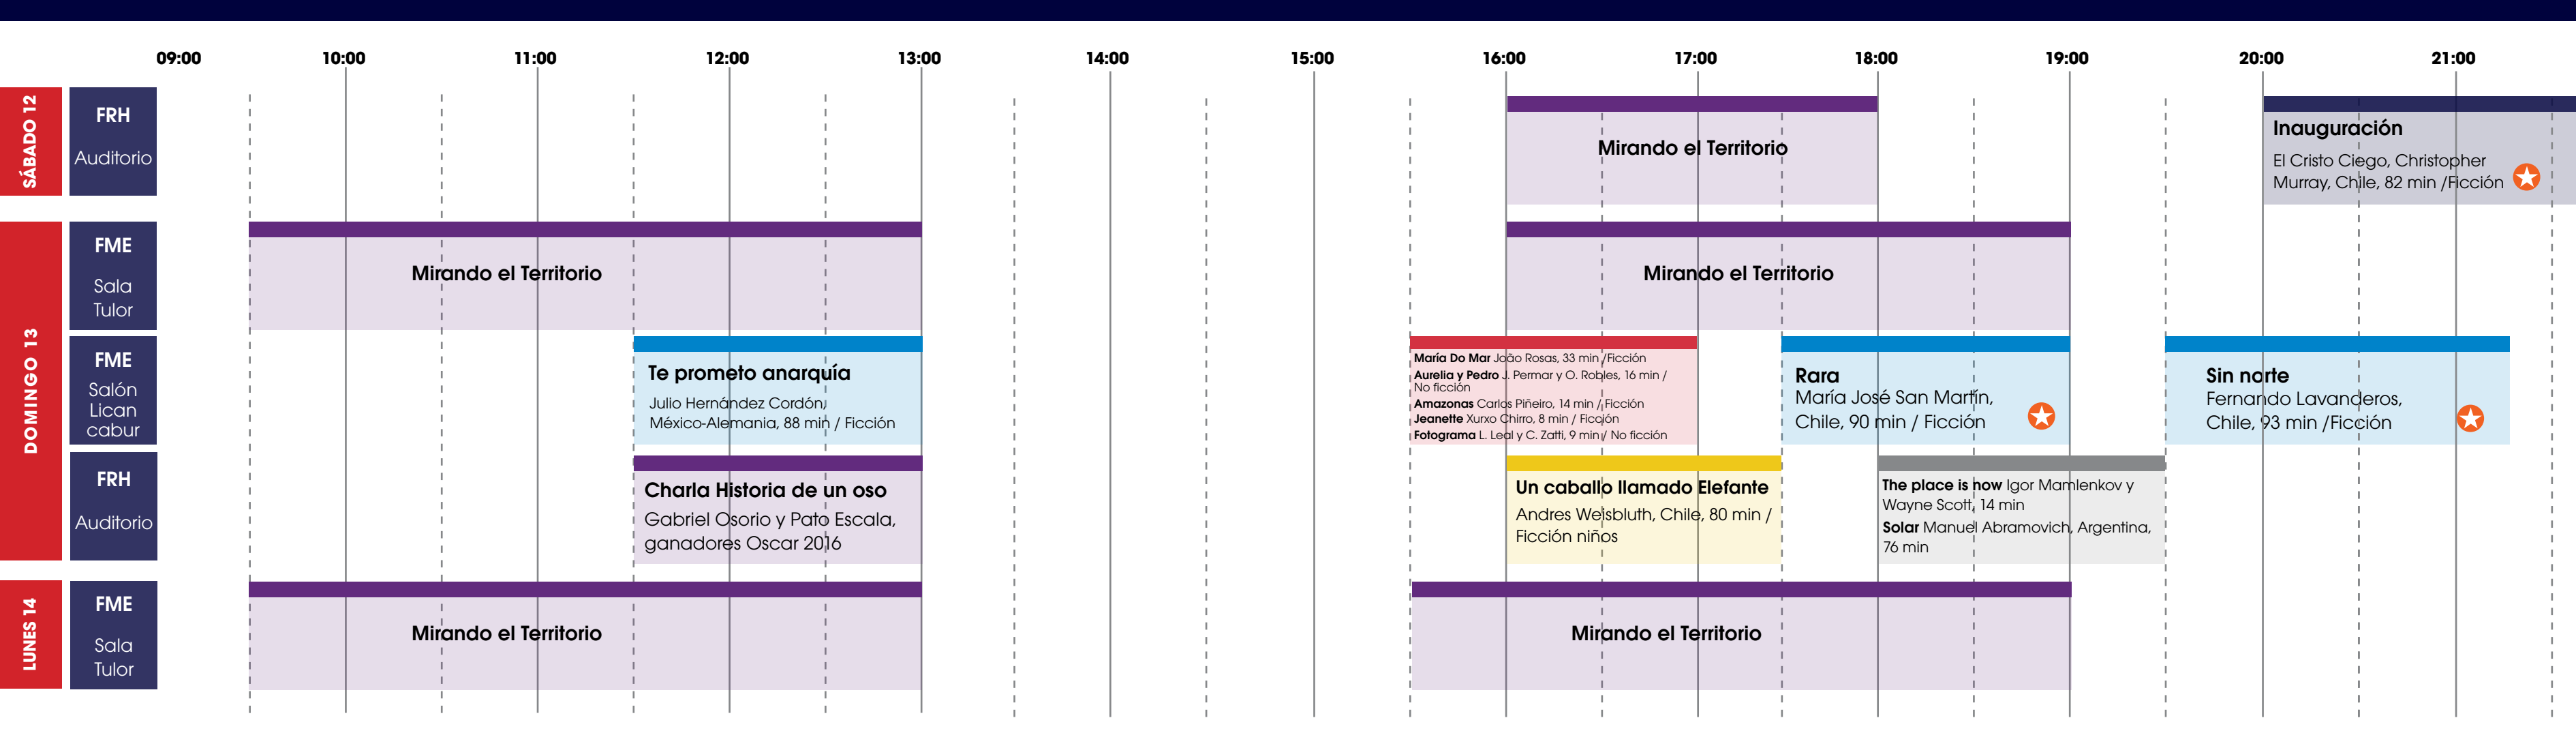 09:00 10:00 11:00 12:00 13:00 14:00 15:00 16:00 17:00 18:00 19:00 20:00 21:00
SÁBADO 12
FRH
Auditorio
Mirando el Territorio
Inauguración
El Cristo Ciego, Christopher
Murray, Chile, 82 min /Ficción
DOMINGO 13
FME
Sala
Tulor
Mirando el Territorio
Mirando el Territorio
FME
Salón
Lican
cabur
Te prometo anarquía
Julio Hernández Cordón,
México-Alemania, 88 min / Ficción
María Do Mar João Rosas, 33 min /Ficción
Aurelia y Pedro J. Permar y O. Robles, 16 min /
No ficción
Amazonas Carlos Piñeiro, 14 min / Ficción
Jeanette Xurxo Chirro, 8 min / Ficción
Fotograma L. Leal y C. Zatti, 9 min / No ficción
Rara
María José San Martín,
Chile, 90 min / Ficción
Sin norte
Fernando Lavanderos,
Chile, 93 min /Ficción
FRH
Auditorio
Charla Historia de un oso
Gabriel Osorio y Pato Escala,
ganadores Oscar 2016
Un caballo llamado Elefante
Andres Weisbluth, Chile, 80 min /
Ficción niños
The place is now Igor Mamlenkov y
Wayne Scott, 14 min
Solar Manuel Abramovich, Argentina,
76 min
LUNES 14
FME
Sala
Tulor
Mirando el Territorio
Mirando el Territorio